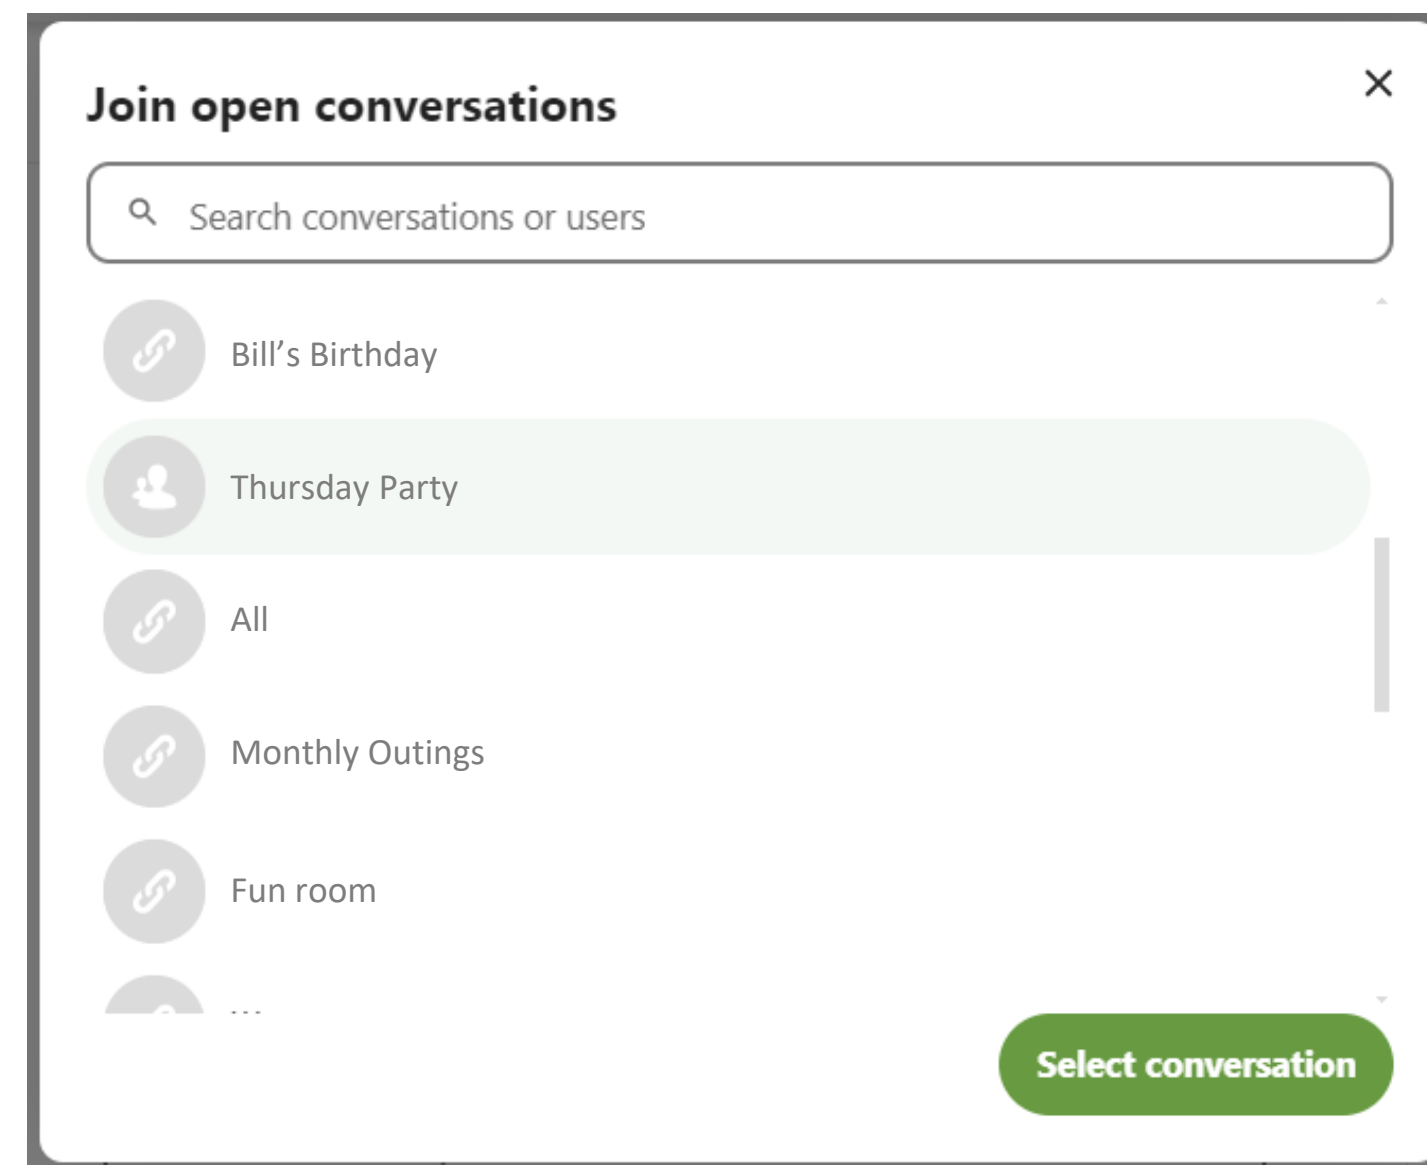 Join open conversations
Search conversations or users
Bill’s Birthday
Thursday Party
All
Monthly Outings
Fun room
Select conversation